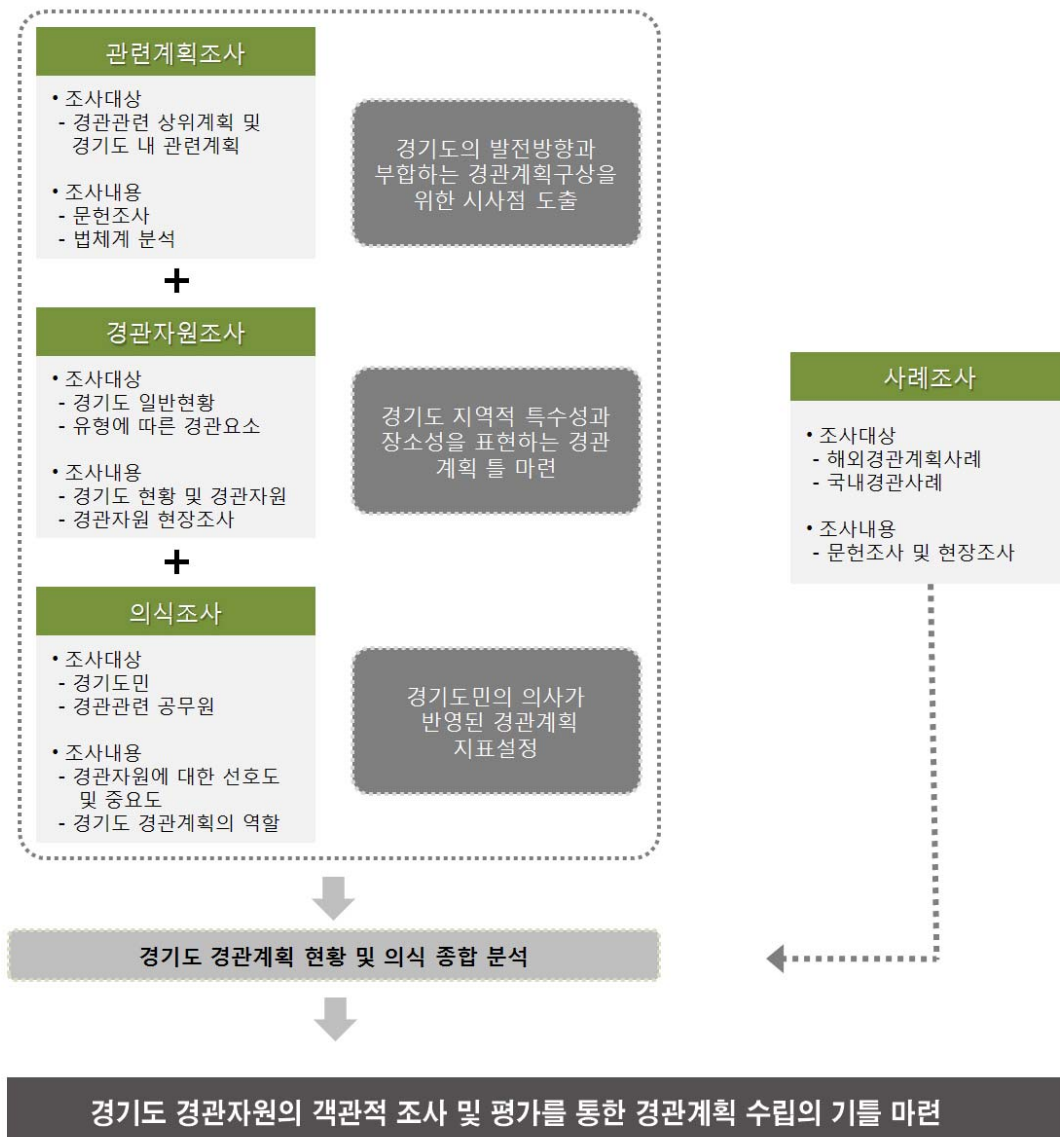 관련계획조사
• 조사대상
- 경관관련 상위계획 및
경기도 내 관련계획
• 조사내용
- 문헌조사
- 법체계 분석
경기도의 발전방향과
부합하는 경관계획구상을
위한 시사점 도출
+
경관자원조사
• 조사대상
- 경기도 일반현황
- 유형에 따른 경관요소
• 조사내용
- 경기도 현황 및 경관자원
- 경관자원 현장조사
경기도 지역적 특수성과
장소성을 표현하는 경관
계획 틀 마련
+
의식조사
• 조사대상
- 경기도민
- 경관관련 공무원
• 조사내용
- 경관자원에 대한 선호도
및 중요도
- 경기도 경관계획의 역할
경기도민의 의사가
반영된 경관계획
지표설정
사례조사
• 조사대상
- 해외경관계획사례
- 국내경관사례
• 조사내용
- 문헌조사 및 현장조사
경기도 경관계획 현황 및 의식 종합 분석
경기도 경관자원의 객관적 조사 및 평가를 통한 경관계획 수립의 기틀 마련